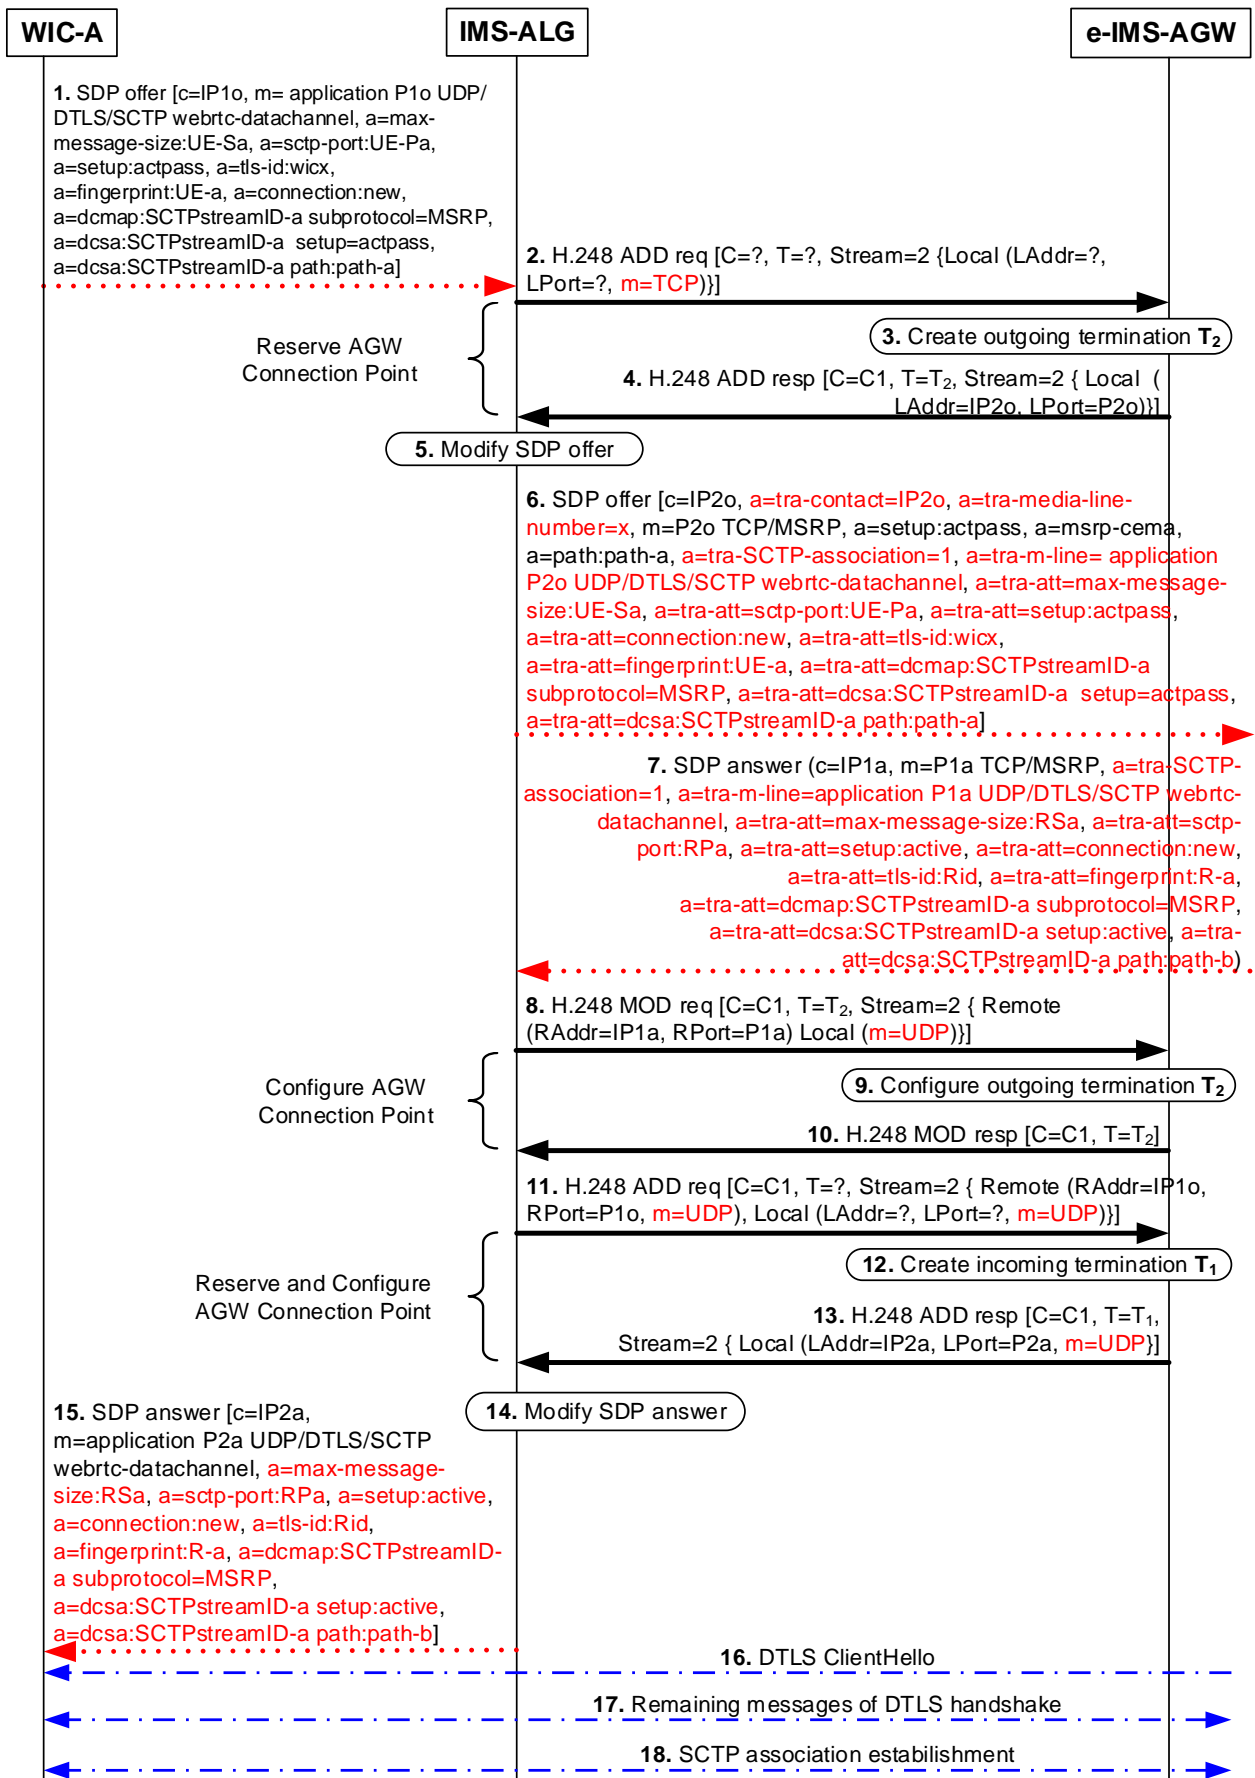 WIC-A
IMS-ALG
e-IMS-AGW
1. SDP offer [c=IP1o, m= application P1o UDP/
DTLS/SCTP webrtc-datachannel, a=max-
message-size:UE-Sa, a=sctp-port:UE-Pa,
a=setup:actpass, a=tls-id:wicx,
a=fingerprint:UE-a, a=connection:new,
a=dcmap:SCTPstreamID-a subprotocol=MSRP,
a=dcsa:SCTPstreamID-a  setup=actpass,
a=dcsa:SCTPstreamID-a path:path-a]
2. H.248 ADD req [C=?, T=?, Stream=2 {Local (LAddr=?,
LPort=?, m=TCP)}]
Reserve AGW
Connection Point
3. Create outgoing termination T2
4. H.248 ADD resp [C=C1, T=T2, Stream=2 { Local  (
LAddr=IP2o, LPort=P2o)}]
5. Modify SDP offer
6. SDP offer [c=IP2o, a=tra-contact=IP2o, a=tra-media-line-
number=x, m=P2o TCP/MSRP, a=setup:actpass, a=msrp-cema,
a=path:path-a, a=tra-SCTP-association=1, a=tra-m-line= application
P2o UDP/DTLS/SCTP webrtc-datachannel, a=tra-att=max-message-
size:UE-Sa, a=tra-att=sctp-port:UE-Pa, a=tra-att=setup:actpass,
a=tra-att=connection:new, a=tra-att=tls-id:wicx,
a=tra-att=fingerprint:UE-a, a=tra-att=dcmap:SCTPstreamID-a
subprotocol=MSRP, a=tra-att=dcsa:SCTPstreamID-a  setup=actpass,
a=tra-att=dcsa:SCTPstreamID-a path:path-a]
7. SDP answer (c=IP1a, m=P1a TCP/MSRP, a=tra-SCTP-
association=1, a=tra-m-line=application P1a UDP/DTLS/SCTP webrtc-
datachannel, a=tra-att=max-message-size:RSa, a=tra-att=sctp-
port:RPa, a=tra-att=setup:active, a=tra-att=connection:new,
a=tra-att=tls-id:Rid, a=tra-att=fingerprint:R-a,
a=tra-att=dcmap:SCTPstreamID-a subprotocol=MSRP,
a=tra-att=dcsa:SCTPstreamID-a setup:active, a=tra-
att=dcsa:SCTPstreamID-a path:path-b)
8. H.248 MOD req [C=C1, T=T2, Stream=2 { Remote
(RAddr=IP1a, RPort=P1a) Local (m=UDP)}]
Configure AGW
Connection Point
9. Configure outgoing termination T2
10. H.248 MOD resp [C=C1, T=T2]
11. H.248 ADD req [C=C1, T=?, Stream=2 { Remote (RAddr=IP1o,
RPort=P1o, m=UDP), Local (LAddr=?, LPort=?, m=UDP)}]
Reserve and Configure
AGW Connection Point
12. Create incoming termination T1
13. H.248 ADD resp [C=C1, T=T1,
Stream=2 { Local (LAddr=IP2a, LPort=P2a, m=UDP}]
14. Modify SDP answer
15. SDP answer [c=IP2a,
m=application P2a UDP/DTLS/SCTP
webrtc-datachannel, a=max-message-
size:RSa, a=sctp-port:RPa, a=setup:active,
a=connection:new, a=tls-id:Rid,
a=fingerprint:R-a, a=dcmap:SCTPstreamID-
a subprotocol=MSRP,
a=dcsa:SCTPstreamID-a setup:active,
a=dcsa:SCTPstreamID-a path:path-b]
16. DTLS ClientHello
17. Remaining messages of DTLS handshake
18. SCTP association estabilishment